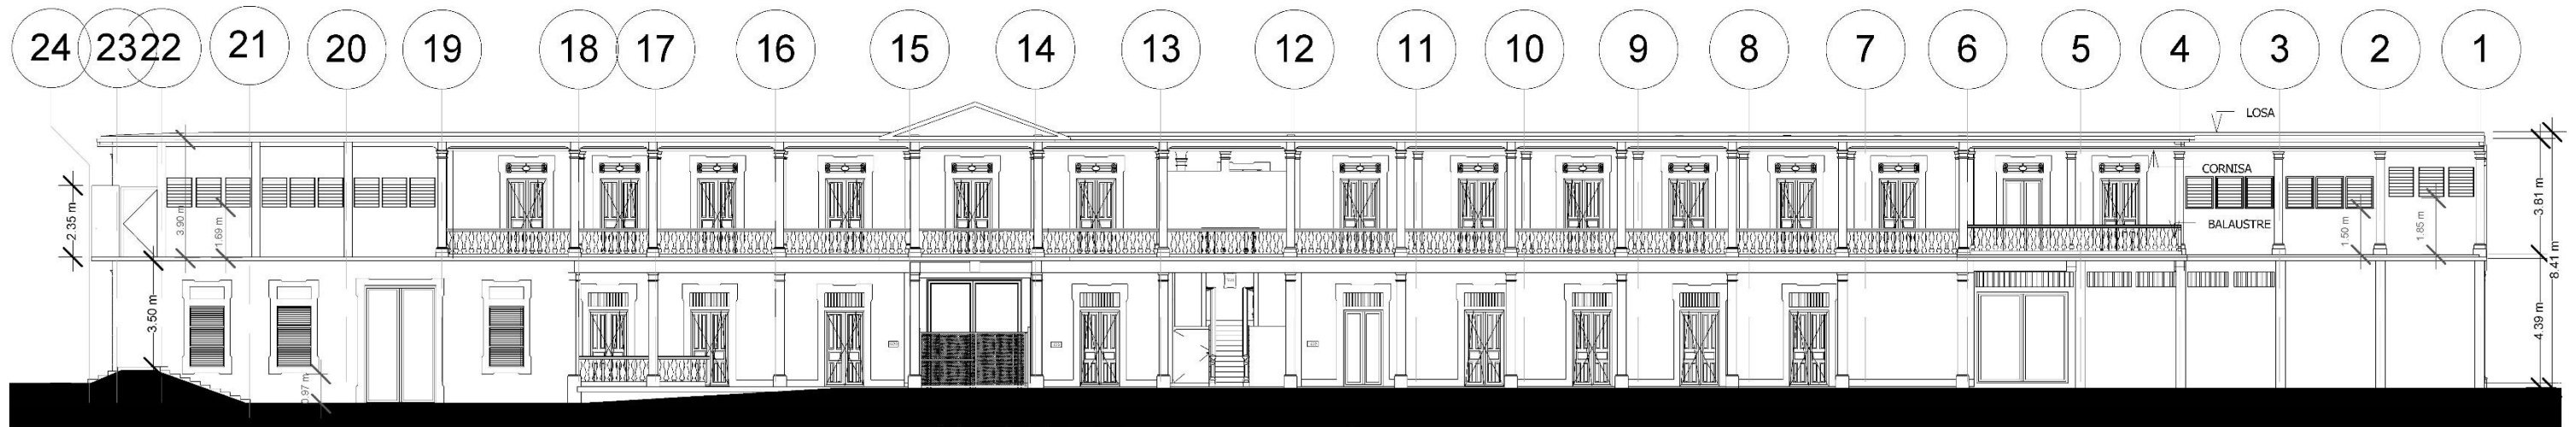 24 23 22 21 20 19 18 17 16 15 14 13 12 11 10 9 8 7 6 5 4 3 2 1
LOSA
CORNISA
BALAUSTRE
2.35 m
3.90 m
1.69 m
1.50 m
1.85 m
3.81 m
8.41 m
3.50 m
0.97 m
4.39 m